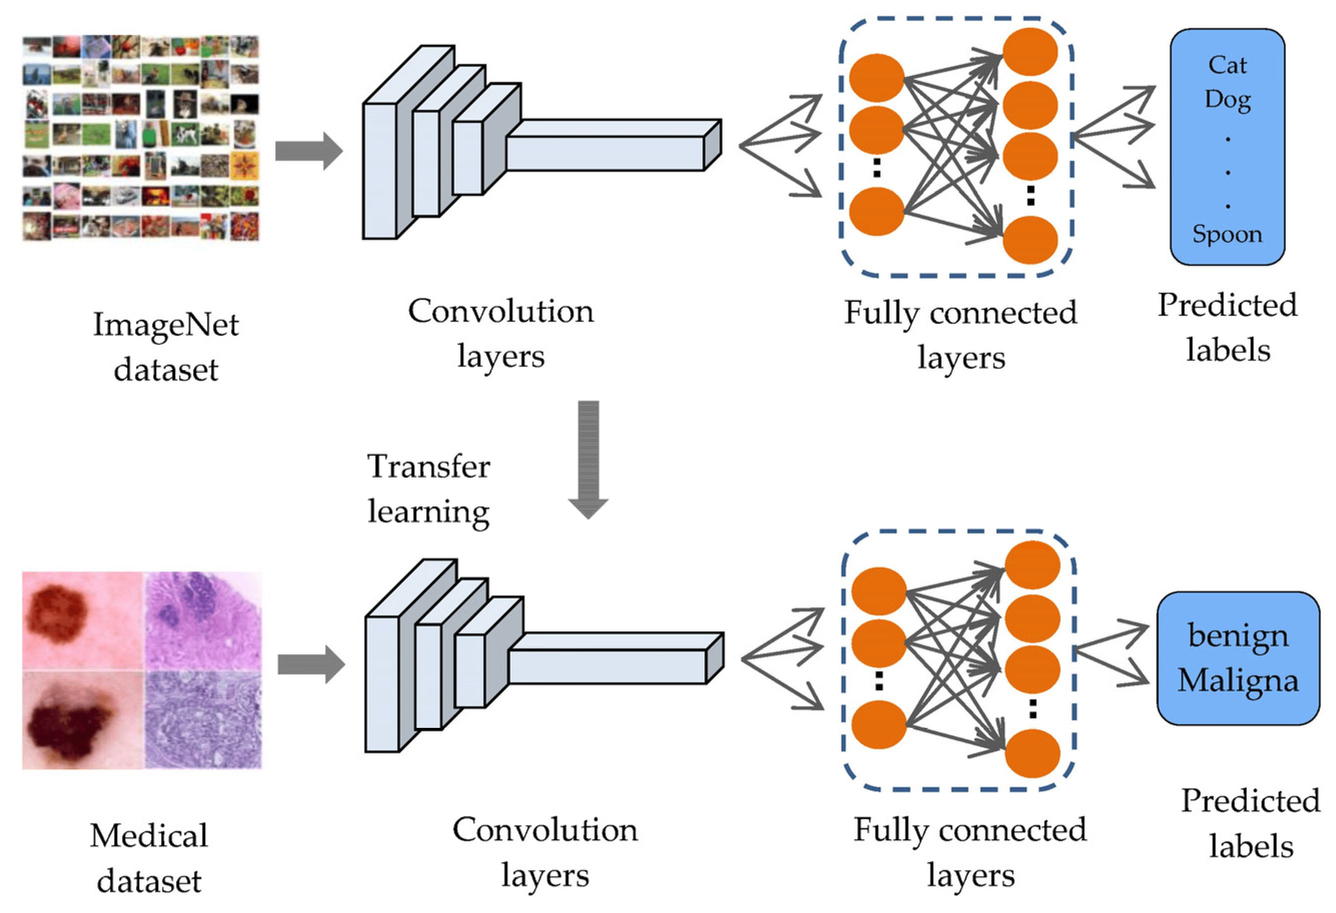 Cat
Dog
.
.
.
Spoon
ImageNet
dataset
Convolution
layers
Fully connected
layers
Predicted
labels
Transfer
learning
benign
Maligna
Medical
dataset
Convolution
layers
Fully connected
layers
Predicted
labels